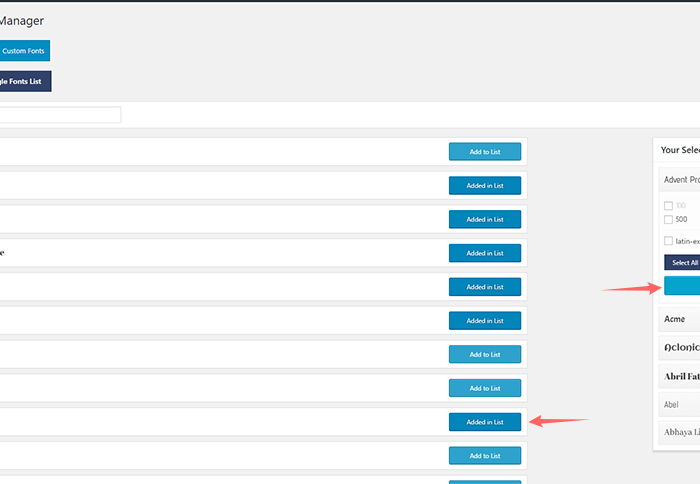 Manager
Custom Fonts
gle Fonts List
Add to List
Added in List
Added in List
e
Added in List
Added in List
Added in List
Add to List
Add to List
Added in List
Add to List
Your Selec
Advent Pro
100
500
latin-ex
Select All
Acme
Aclonic
Abril Fat
Abel
Abhaya Li